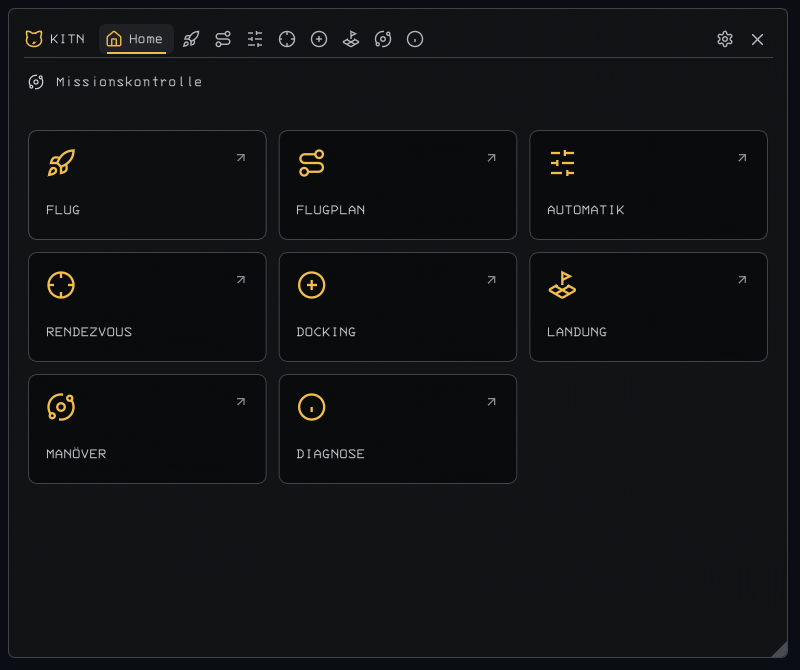 KITN Home
Missionskontrolle
FLUG FLUGPLAN AUTOMATIK
RENDEZVOUS DOCKING LANDUNG
MANÖVER DIAGNOSE